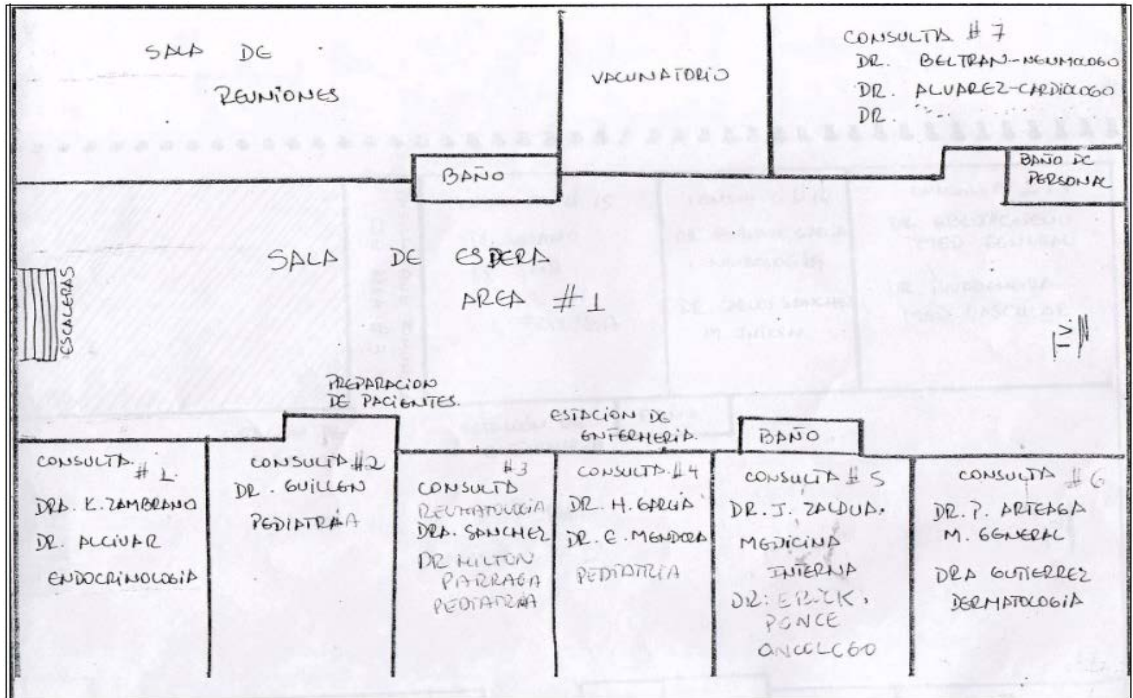 SALA DE
REUNIONES
VACUNATORIO
CONSULTA # 7
DR. BELTRAN-NEUMOLOGO
DR. ALVAREZ-CARDIOLOGO
DR.
BAÑO
BAÑO DE
PERSONAL
ESCALERAS
SALA DE ESPERA
AREA #1
TV
PREPARACION
DE PACIENTES.
ESTACION DE
ENFERMERIA.
BAÑO
CONSULTA.
# 1.
DRA. K. ZAMBRANO
DR. ALCIVAR
ENDOCRINOLOGIA
CONSULTA #2
DR. GUILLEN
PEDIATRIA
#3
CONSULTA
REUMATOLOGIA
DRA. SANCHEZ
DR MILTON
PARRAGA
PEDIATRIA
CONSULTA. #4
DR. H. GARCIA
DR. C. MENDOZA
PEDIATRIA
CONSULTA # 5
DR. J. ZALDUA.
MEDICINA
INTERNA
DR. ERICK.
PONCE
ONCOLOGO
CONSULTA #6
DR. P. ARTEAGA
M. GENERAL
DRA GUTIERREZ
DERMATOLOGIA